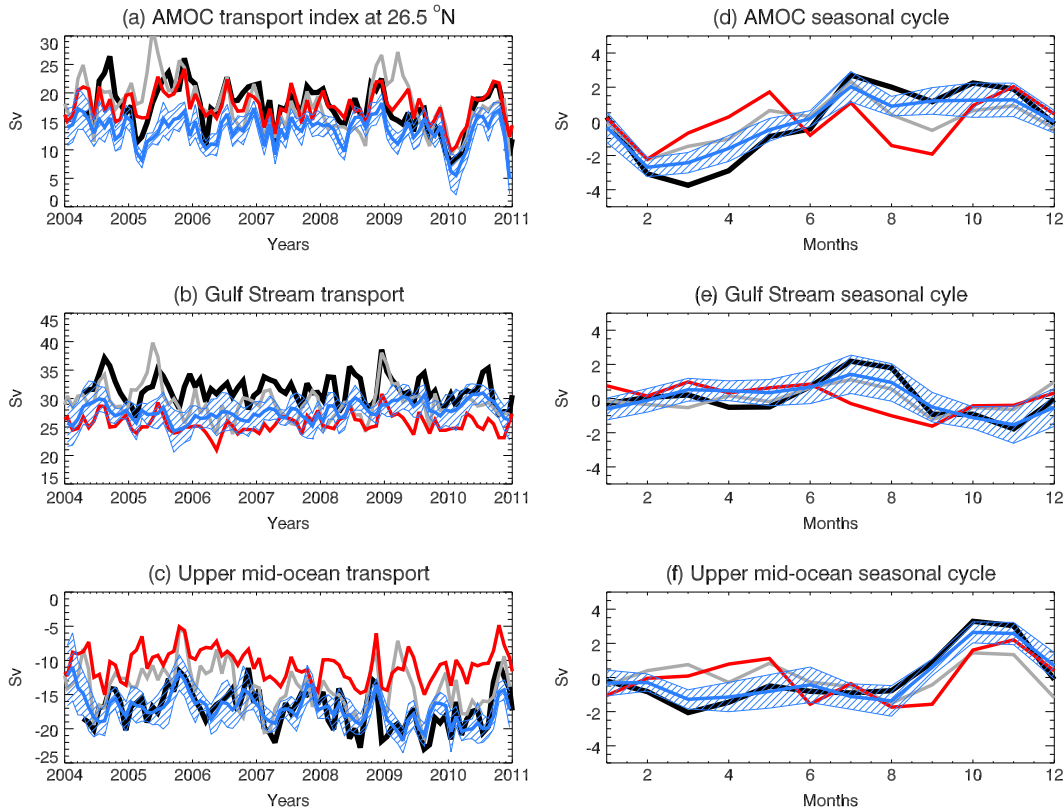 (a) AMOC transport index at 26.5 °N
30
25
20
15
10
5
0
Sv
2004 2005 2006 2007 2008 2009 2010 2011
Years
(d) AMOC seasonal cycle
4
2
0
-2
-4
Sv
2 4 6 8 10 12
Months
(b) Gulf Stream transport
45
40
35
30
25
20
15
Sv
2004 2005 2006 2007 2008 2009 2010 2011
Years
(e) Gulf Stream seasonal cyle
4
2
0
-2
-4
Sv
2 4 6 8 10 12
Months
(c) Upper mid-ocean transport
0
-5
-10
-15
-20
-25
Sv
2004 2005 2006 2007 2008 2009 2010 2011
Years
(f) Upper mid-ocean seasonal cycle
4
2
0
-2
-4
Sv
2 4 6 8 10 12
Months